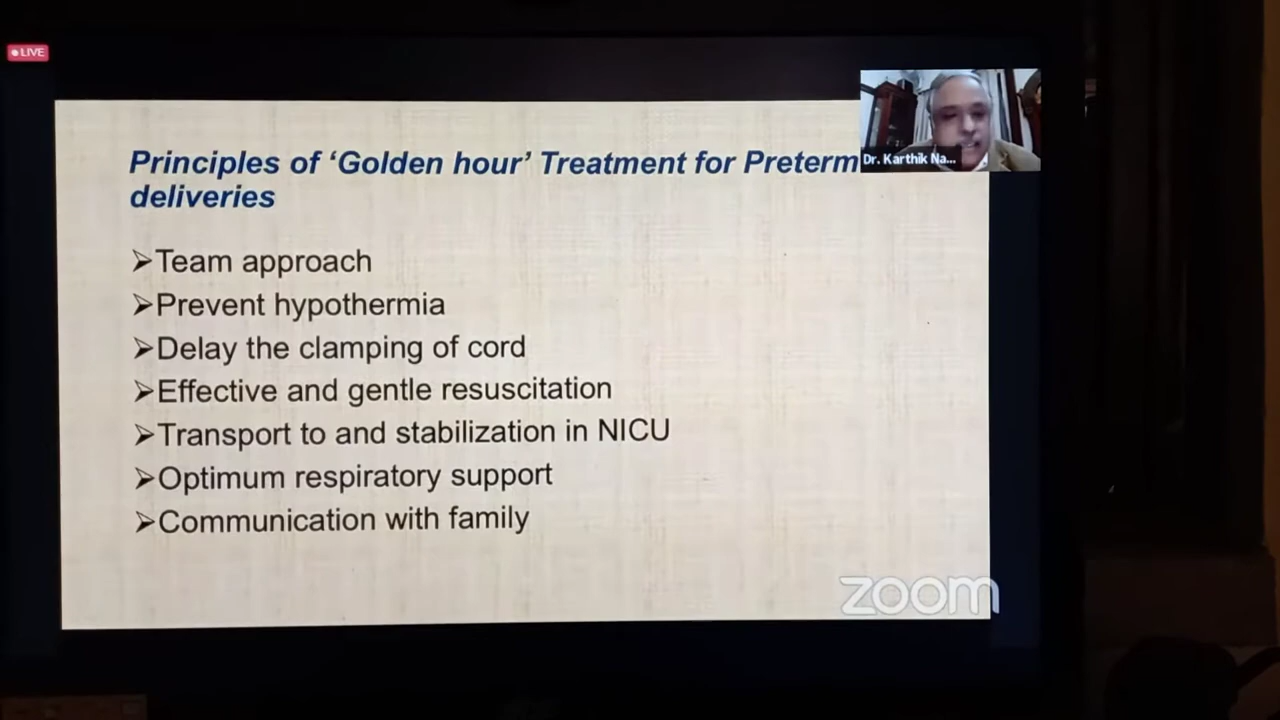 LIVE
Dr. Karthik Na...
Principles of ‘Golden hour’ Treatment for Preterm
deliveries
➢Team approach
➢Prevent hypothermia
➢Delay the clamping of cord
➢Effective and gentle resuscitation
➢Transport to and stabilization in NICU
➢Optimum respiratory support
➢Communication with family
zoom